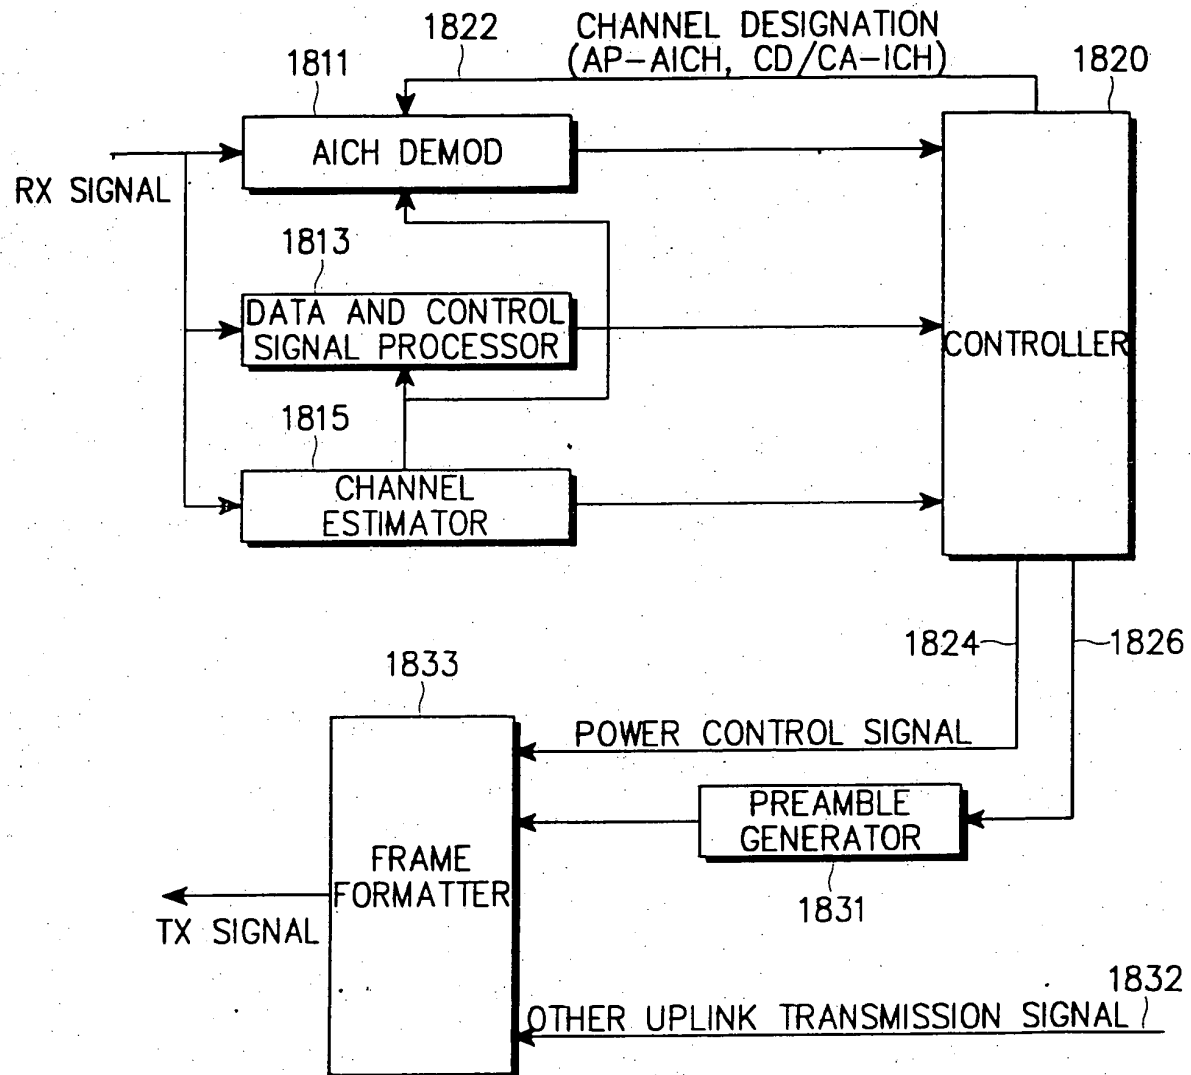 CHANNEL DESIGNATION
(AP-AICH, CD/CA-ICH)
1822
1811
1820
AICH DEMOD
RX SIGNAL
1813
DATA AND CONTROL
SIGNAL PROCESSOR
CONTROLLER
1815
CHANNEL
ESTIMATOR
1824
1826
1833
POWER CONTROL SIGNAL
PREAMBLE
GENERATOR
1831
FRAME
FORMATTER
TX SIGNAL
1832
OTHER UPLINK TRANSMISSION SIGNAL